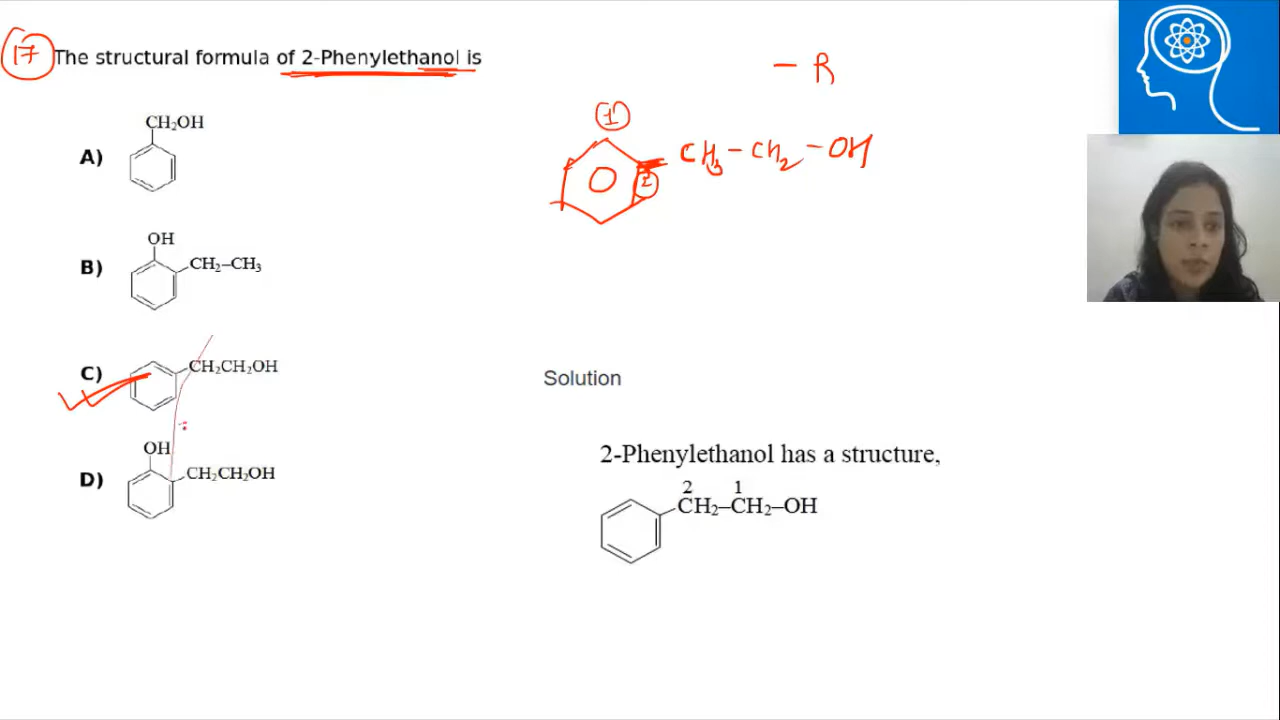 17 The structural formula of 2-Phenylethanol is
- R
CH₂OH
A)
1
CH₃ - CH₂ - OH
2
OH
B) CH₂–CH₃
C) CH₂CH₂OH
Solution
OH
D) CH₂CH₂OH
2-Phenylethanol has a structure,
2 1
CH₂–CH₂–OH